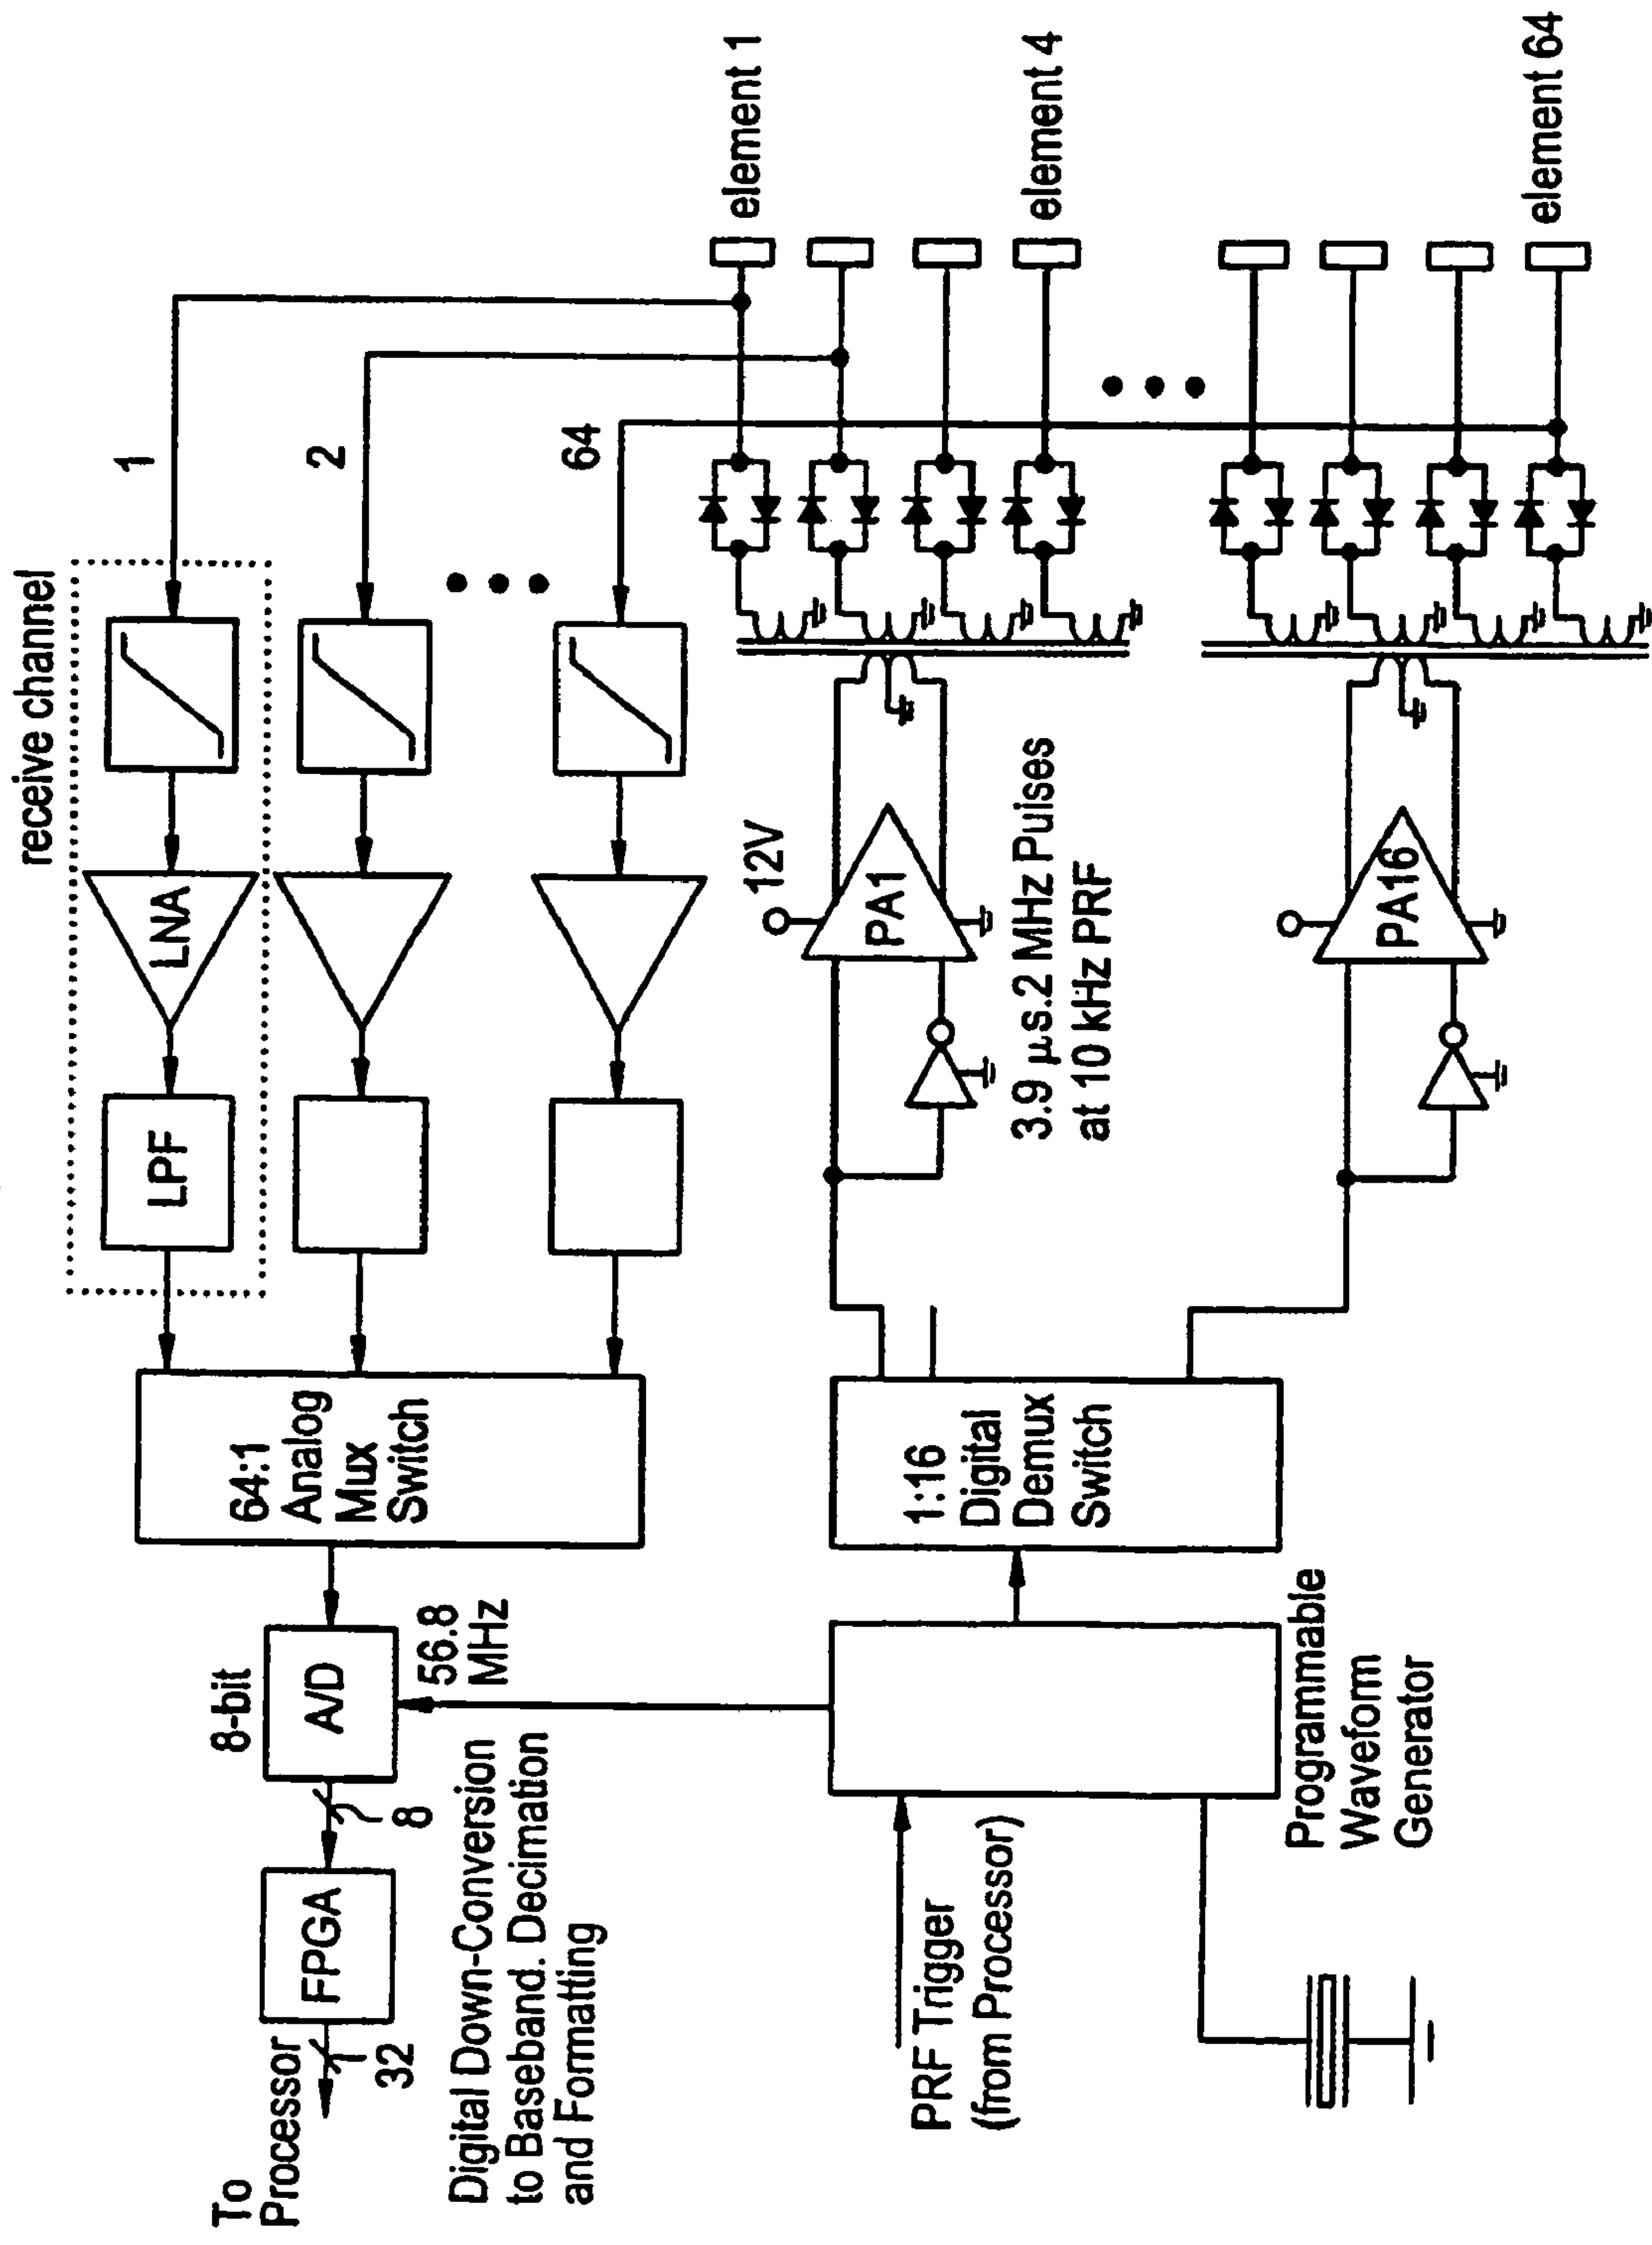 receive channel
1
2
64
LNA
LPF
64:1
Analog
Mux
Switch
8-bit
A/D
56.8
MHz
8
FPGA
32
To
Processor
Digital Down-Conversion
to Baseband. Decimation
and Formatting
element 1
element 4
element 64
12V
PA1
3.9 μs.2 MHz Puises
at 10 kHz PRF
PA16
1:16
Digital
Demux
Switch
Programmable
Wavefom
Generator
PRF Trigger
(from Processor)